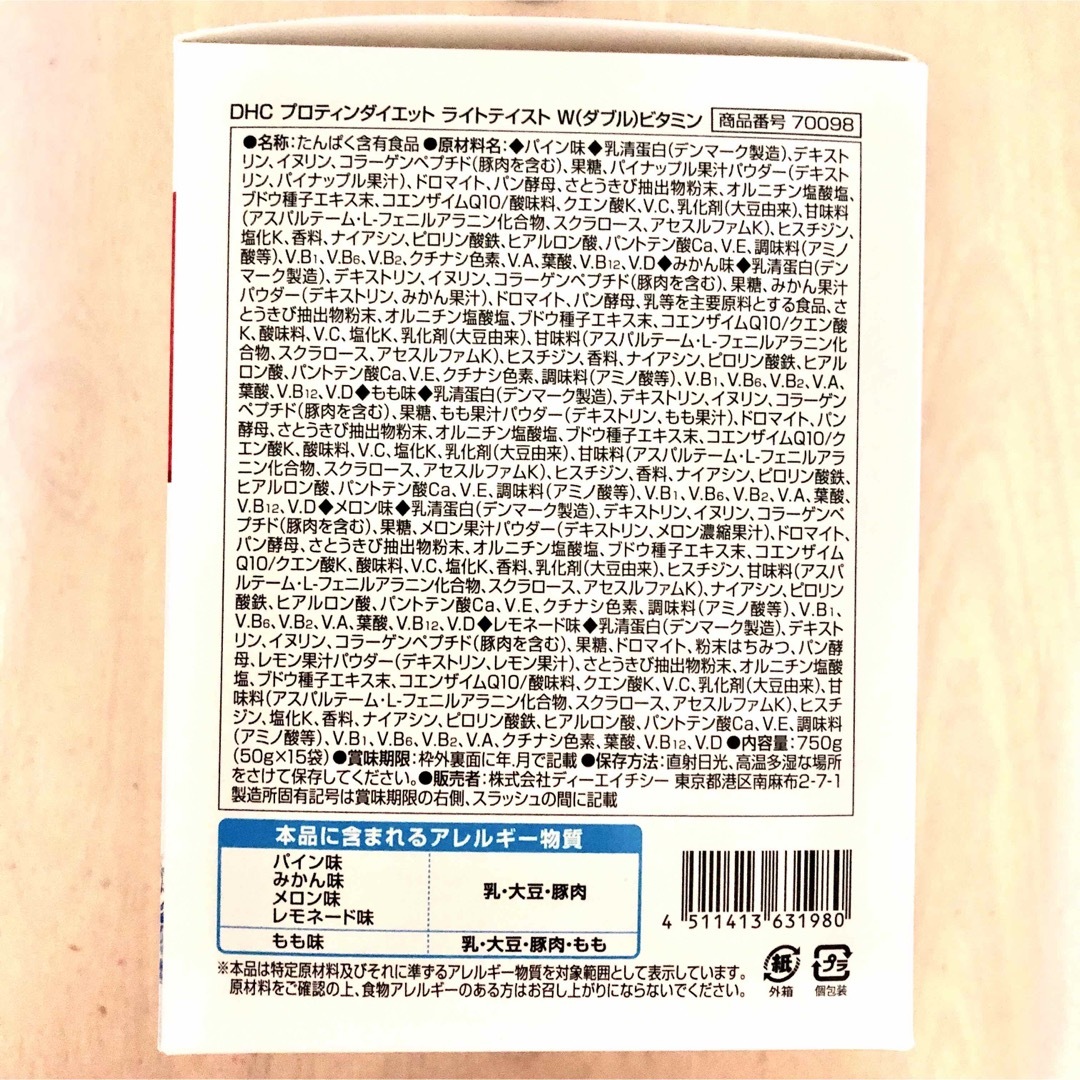 DHC プロティンダイエット ライトテイスト W(ダブル)ビタミン 商品番号 70098
●名称:たんぱく含有食品 ●原材料名:◆パイン味◆乳清蛋白(デンマーク製造)、デキスト
リン、イヌリン、コラーゲンペプチド(豚肉を含む)、果糖、パイナップル果汁パウダー(デキスト
リン、パイナップル果汁)、ドロマイト、パン酵母、さとうきび抽出物粉末、オルニチン塩酸塩、
ブドウ種子エキス末、コエンザイムQ10/酸味料、クエン酸K、V.C、乳化剤(大豆由来)、甘味料
(アスパルテーム・L-フェニルアラニン化合物、スクラロース、アセスルファムK)、ヒスチジン、
塩化K、香料、ナイアシン、ピロリン酸鉄、ヒアルロン酸、パントテン酸Ca、V.E、調味料(アミノ
酸等)、V.B1、V.B6、V.B2、クチナシ色素、V.A、葉酸、V.B12、V.D◆みかん味◆乳清蛋白(デン
マーク製造)、デキストリン、イヌリン、コラーゲンペプチド(豚肉を含む)、果糖、みかん果汁
パウダー(デキストリン、みかん果汁)、ドロマイト、パン酵母、乳等を主要原料とする食品、さ
とうきび抽出物粉末、オルニチン塩酸塩、ブドウ種子エキス末、コエンザイムQ10/クエン酸
K、酸味料、V.C、塩化K、乳化剤(大豆由来)、甘味料(アスパルテーム・L-フェニルアラニン化
合物、スクラロース、アセスルファムK)、ヒスチジン、香料、ナイアシン、ピロリン酸鉄、ヒアル
ロン酸、パントテン酸Ca、V.E、クチナシ色素、調味料(アミノ酸等)、V.B1、V.B6、V.B2、V.A、
葉酸、V.B12、V.D◆もも味◆乳清蛋白(デンマーク製造)、デキストリン、イヌリン、コラーゲン
ペプチド(豚肉を含む)、果糖、もも果汁パウダー(デキストリン、もも果汁)、ドロマイト、パン
酵母、さとうきび抽出物粉末、オルニチン塩酸塩、ブドウ種子エキス末、コエンザイムQ10/ク
エン酸K、酸味料、V.C、塩化K、乳化剤(大豆由来)、甘味料(アスパルテーム・L-フェニルアラ
ニン化合物、スクラロース、アセスルファムK)、ヒスチジン、香料、ナイアシン、ピロリン酸鉄、
ヒアルロン酸、パントテン酸Ca、V.E、調味料(アミノ酸等)、V.B1、V.B6、V.B2、V.A、葉酸、
V.B12、V.D◆メロン味◆乳清蛋白(デンマーク製造)、デキストリン、イヌリン、コラーゲンペ
プチド(豚肉を含む)、果糖、メロン果汁パウダー(デキストリン、メロン濃縮果汁)、ドロマイト、
パン酵母、さとうきび抽出物粉末、オルニチン塩酸塩、ブドウ種子エキス末、コエンザイム
Q10/クエン酸K、酸味料、V.C、塩化K、香料、乳化剤(大豆由来)、ヒスチジン、甘味料(アスパ
ルテーム・L-フェニルアラニン化合物、スクラロース、アセスルファムK)、ナイアシン、ピロリン
酸鉄、ヒアルロン酸、パントテン酸Ca、V.E、クチナシ色素、調味料(アミノ酸等)、V.B1、
V.B6、V.B2、V.A、葉酸、V.B12、V.D◆レモネード味◆乳清蛋白(デンマーク製造)、デキスト
リン、イヌリン、コラーゲンペプチド(豚肉を含む)、果糖、ドロマイト、粉末はちみつ、パン酵
母、レモン果汁パウダー(デキストリン、レモン果汁)、さとうきび抽出物粉末、オルニチン塩酸
塩、ブドウ種子エキス末、コエンザイムQ10/酸味料、クエン酸K、V.C、乳化剤(大豆由来)、甘
味料(アスパルテーム・L-フェニルアラニン化合物、スクラロース、アセスルファムK)、ヒスチ
ジン、塩化K、香料、ナイアシン、ピロリン酸鉄、ヒアルロン酸、パントテン酸Ca、V.E、調味料
(アミノ酸等)、V.B1、V.B6、V.B2、V.A、クチナシ色素、葉酸、V.B12、V.D ●内容量:750g
(50g×15袋) ●賞味期限:枠外裏面に年.月で記載 ●保存方法:直射日光、高温多湿な場所
をさけて保存してください。●販売者:株式会社ディーエイチシー 東京都港区南麻布2-7-1
製造所固有記号は賞味期限の右側、スラッシュの間に記載
本品に含まれるアレルギー物質
パイン味
みかん味
メロン味
レモネード味
乳・大豆・豚肉
もも味 乳・大豆・豚肉・もも
4 511413 631980
※本品は特定原材料及びそれに準ずるアレルギー物質を対象範囲として表示しています。
原材料をご確認の上、食物アレルギーのある方はお召し上がりにならないでください。
紙
外箱
プラ
個包装